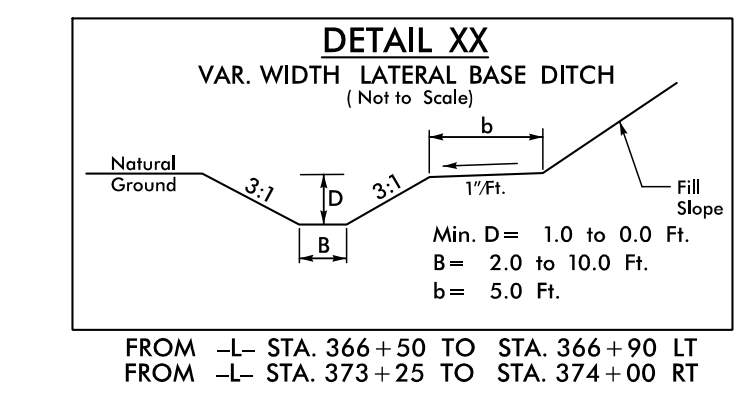 DETAIL XX
VAR. WIDTH LATERAL BASE DITCH
( Not to Scale)
b
Natural
Ground
3:1
D
3:1
1"/Ft.
Fill
Slope
B
Min. D = 1.0 to 0.0 Ft.
B = 2.0 to 10.0 Ft.
b = 5.0 Ft.
FROM -L- STA. 366+50 TO STA. 366+90 LT
FROM -L- STA. 373+25 TO STA. 374+00 RT